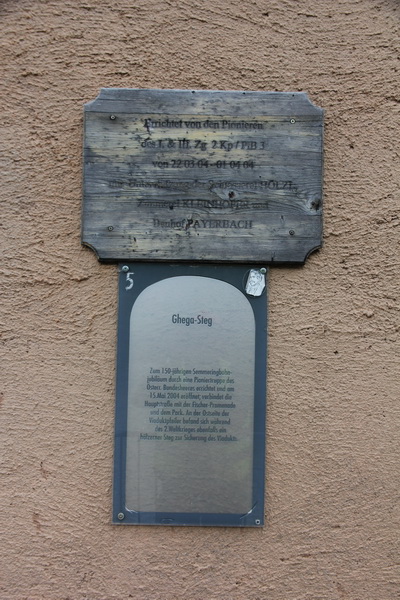 Errichtet von den Pionieren
des I. & III. Zg 2 Kp / PiB 3
von 22 03 04 - 01 04 04
KLEINHOFER
PAYERBACH
5
Ghega-Steg
Zum 150-jährigen Semmeringbahn-
jubiläum durch eine Pioniertruppe des
Österr. Bundesheeres errichtet und am
15. Mai 2004 eröffnet, verbindet die
Hauptstraße mit der Fischer-Promenade
und dem Park. An der Ostseite der
Viaduktpfeiler befand sich während
des 2. Weltkrieges ebenfalls ein
hölzerner Steg zur Sicherung des Viadukts.